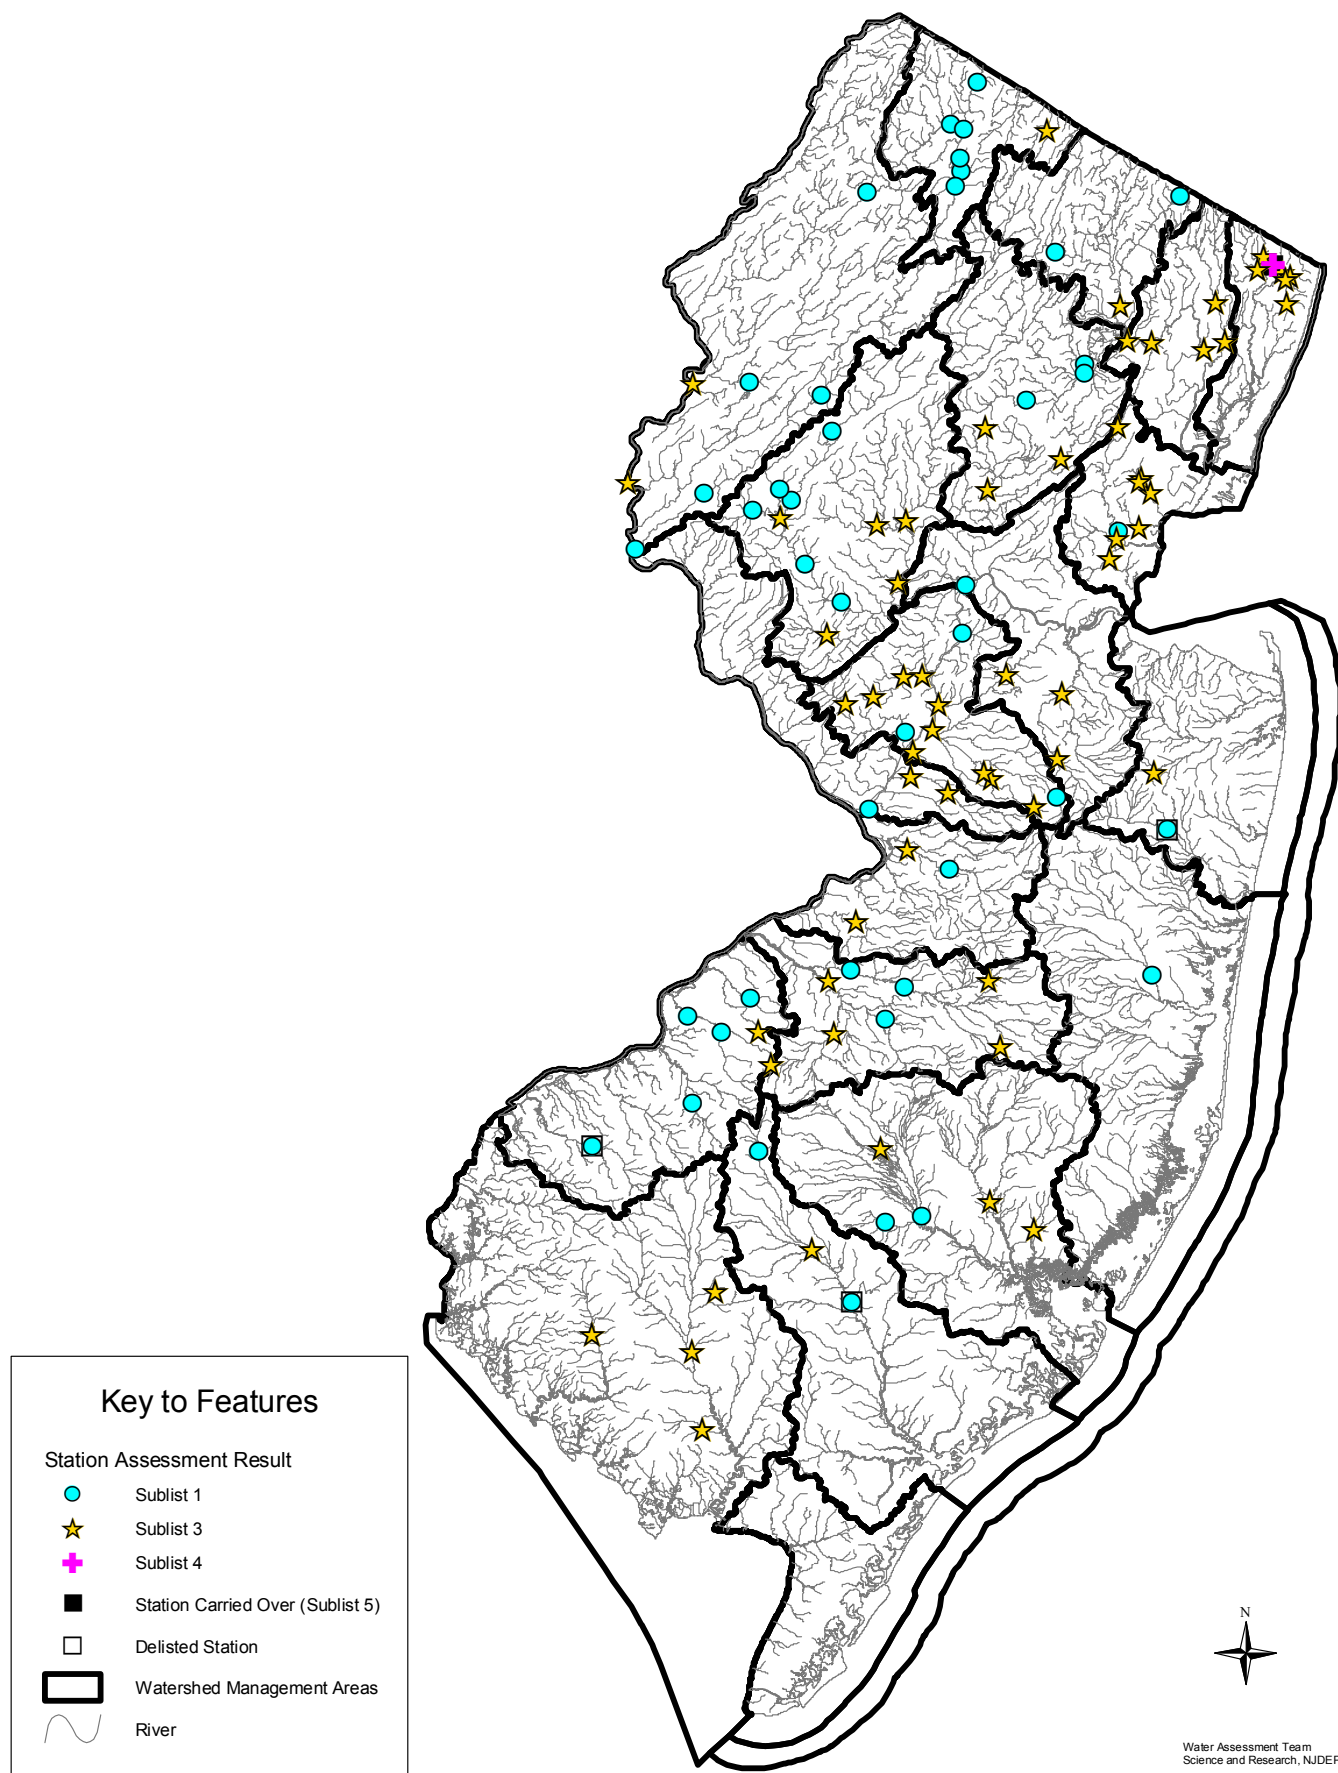 Key to Features
Station Assessment Result
Sublist 1
Sublist 3
Sublist 4
Station Carried Over (Sublist 5)
Delisted Station
Watershed Management Areas
River
N
Water Assessment Team
Science and Research, NJDEP